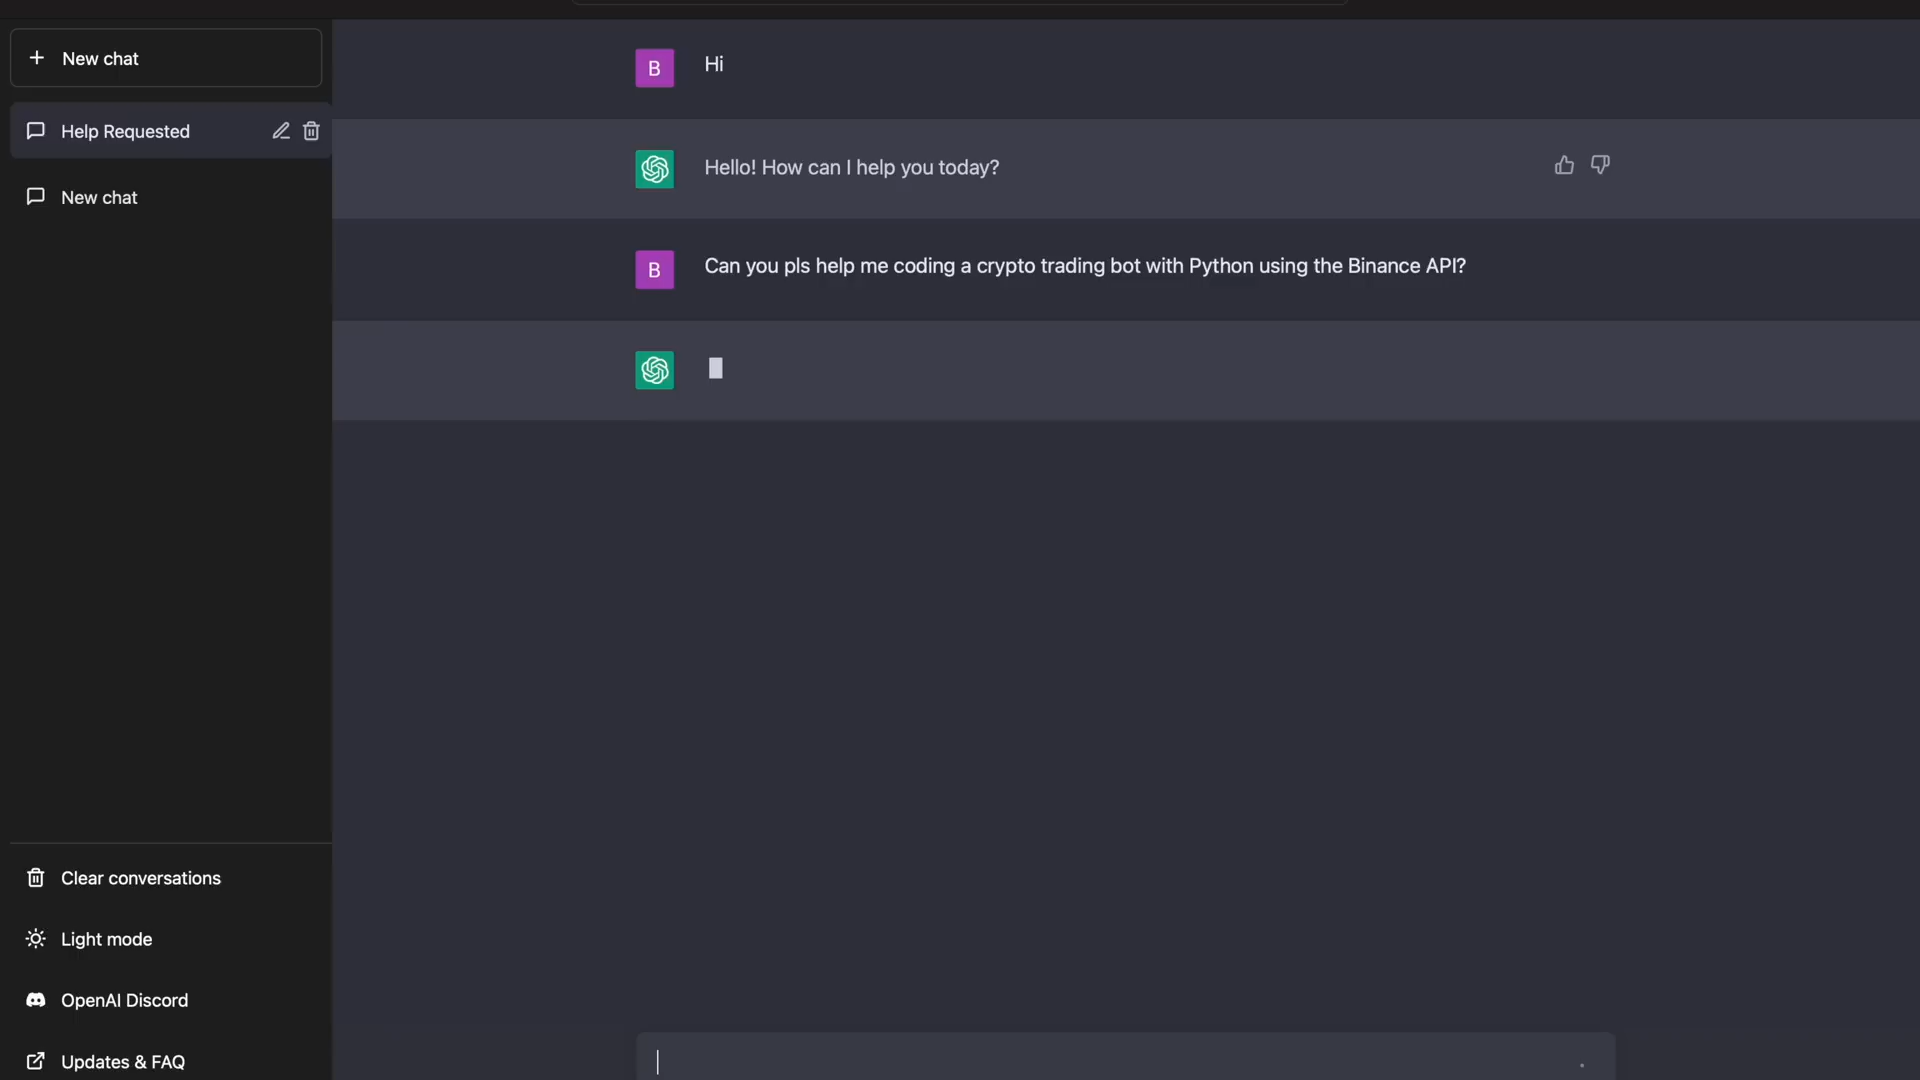 New chat
Help Requested
New chat
Clear conversations
Light mode
OpenAI Discord
Updates & FAQ
B
Hi
Hello! How can I help you today?
B
Can you pls help me coding a crypto trading bot with Python using the Binance API?